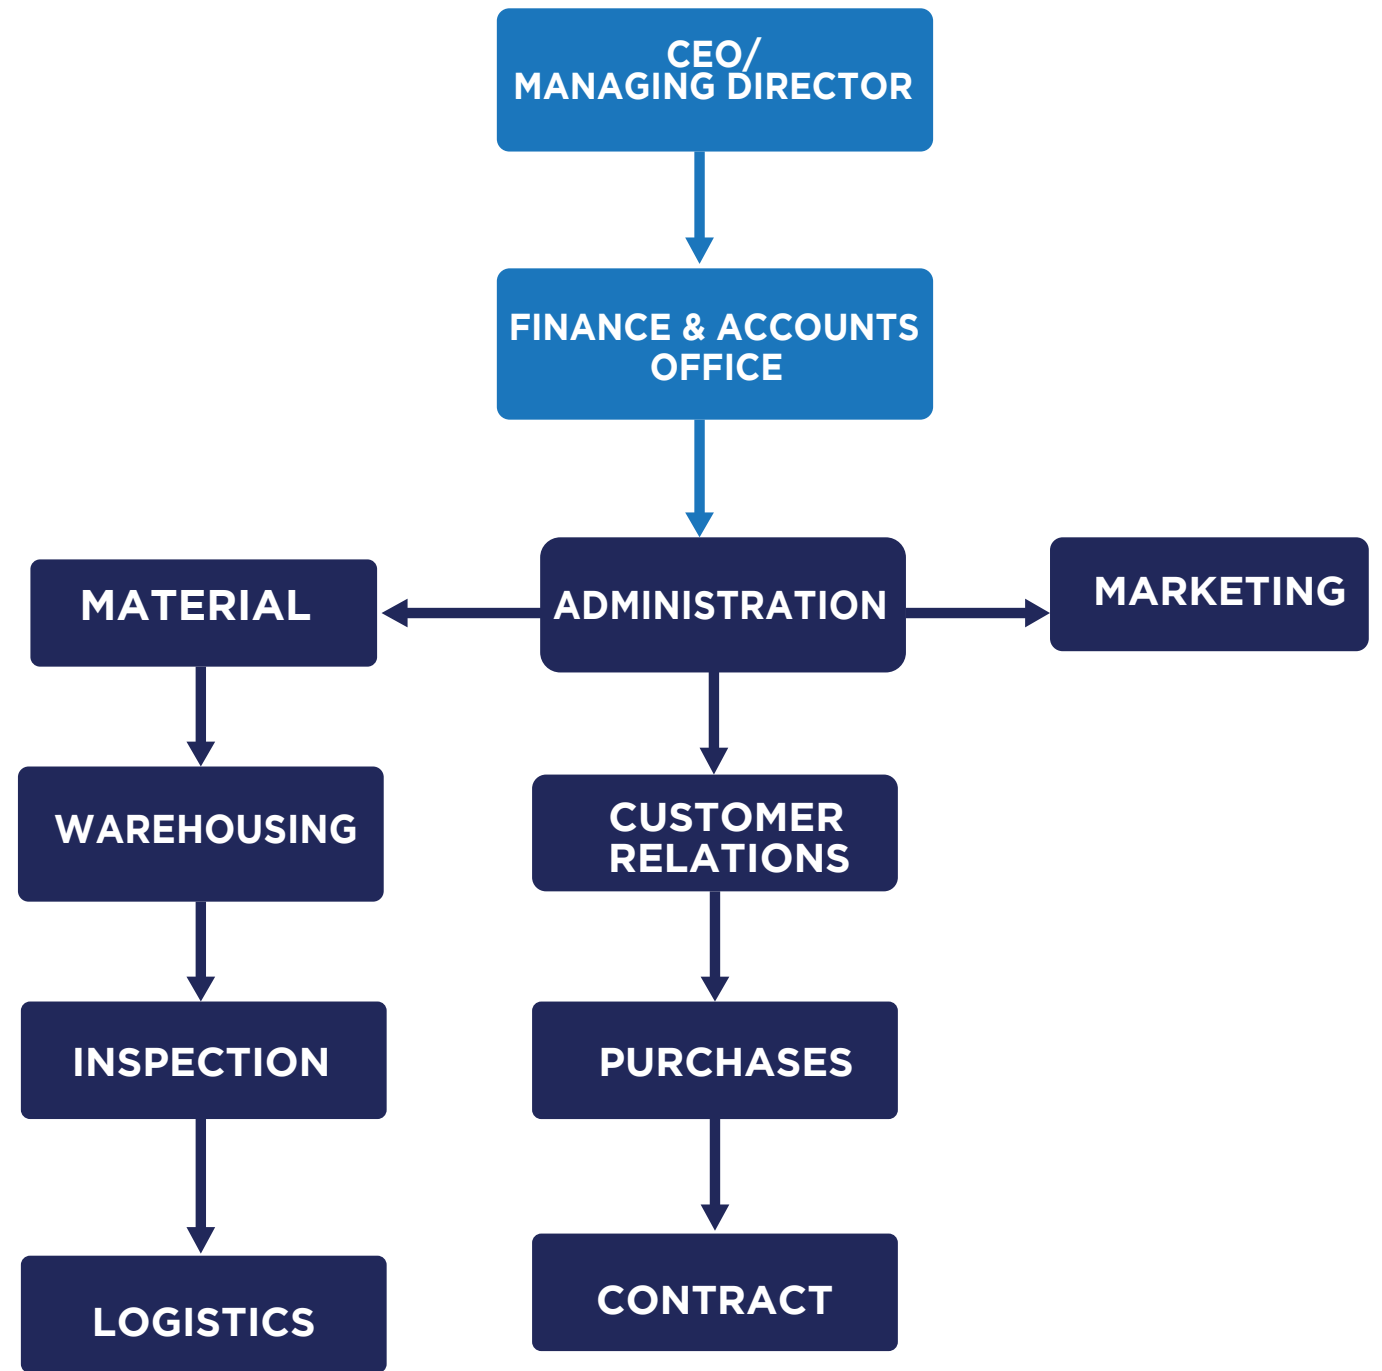 CEO/
MANAGING DIRECTOR
FINANCE & ACCOUNTS
OFFICE
MATERIAL
ADMINISTRATION
MARKETING
WAREHOUSING
CUSTOMER
RELATIONS
INSPECTION
PURCHASES
LOGISTICS
CONTRACT